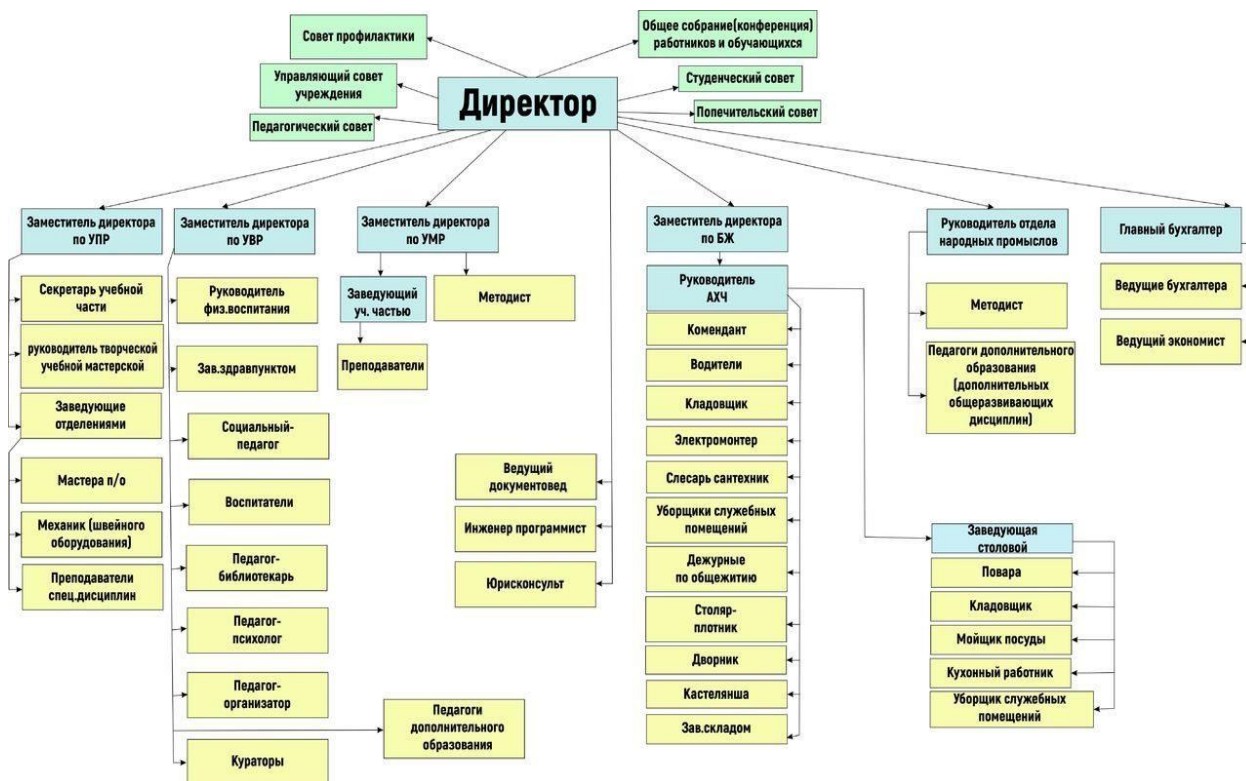 Совет профилактики
Общее собрание(конференция)
работников и обучающихся
Управляющий совет
учреждения
Студенческий совет
Директор
Педагогический совет
Попечительский совет
Заместитель директора
по УПР
Заместитель директора
по УВР
Заместитель директора
по УМР
Заместитель директора
по БЖ
Руководитель отдела
народных промыслов
Главный бухгалтер
Секретарь учебной
части
руководитель творческой
учебной мастерской
Заведующие
отделениями
Мастера п/о
Механик (швейного
оборудования)
Преподаватели
спец.дисциплин
Руководитель
физ.воспитания
Зав.здравпунктом
Социальный-
педагог
Воспитатели
Педагог-
библиотекарь
Педагог-
психолог
Педагог-
организатор
Кураторы
Педагоги
дополнительного
образования
Заведующий
уч. частью
Методист
Преподаватели
Ведущий
документовед
Инженер программист
Юрисконсульт
Руководитель
АХЧ
Комендант
Водители
Кладовщик
Электромонтер
Слесарь сантехник
Уборщики служебных
помещений
Дежурные
по общежитию
Столяр-
плотник
Дворник
Кастелянша
Зав.складом
Методист
Педагоги дополнительного
образования
(дополнительных
общеразвивающих
дисциплин)
Заведующая
столовой
Повара
Кладовщик
Мойщик посуды
Кухонный работник
Уборщик служебных
помещений
Ведущие бухгалтера
Ведущий экономист